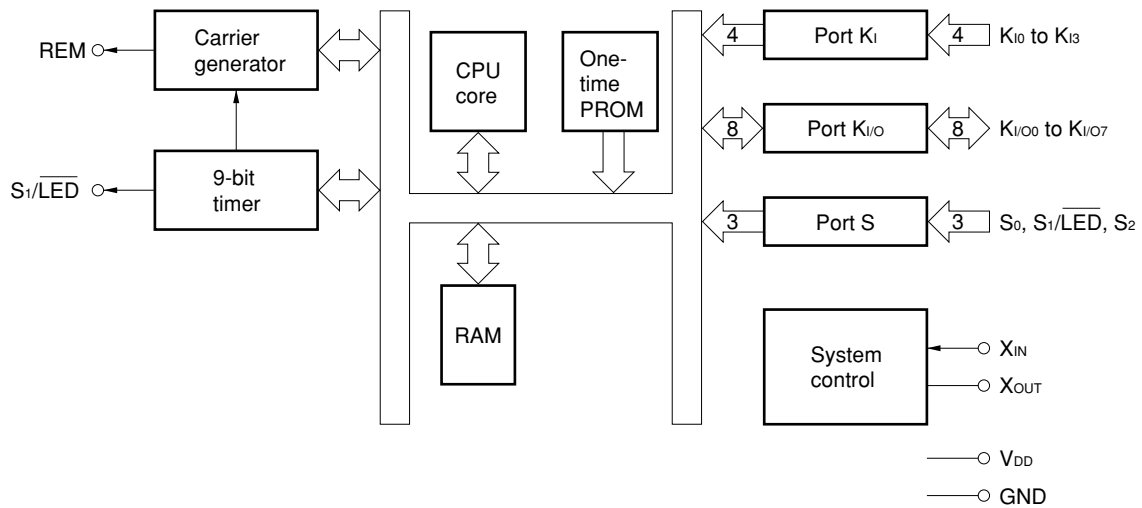 REM
Carrier
generator
S1/LED
9-bit
timer
CPU
core
One-
time
PROM
RAM
4
Port KI
4
KI0 to KI3
8
Port KI/O
8
KI/O0 to KI/O7
3
Port S
3
S0, S1/LED, S2
System
control
XIN
XOUT
VDD
GND